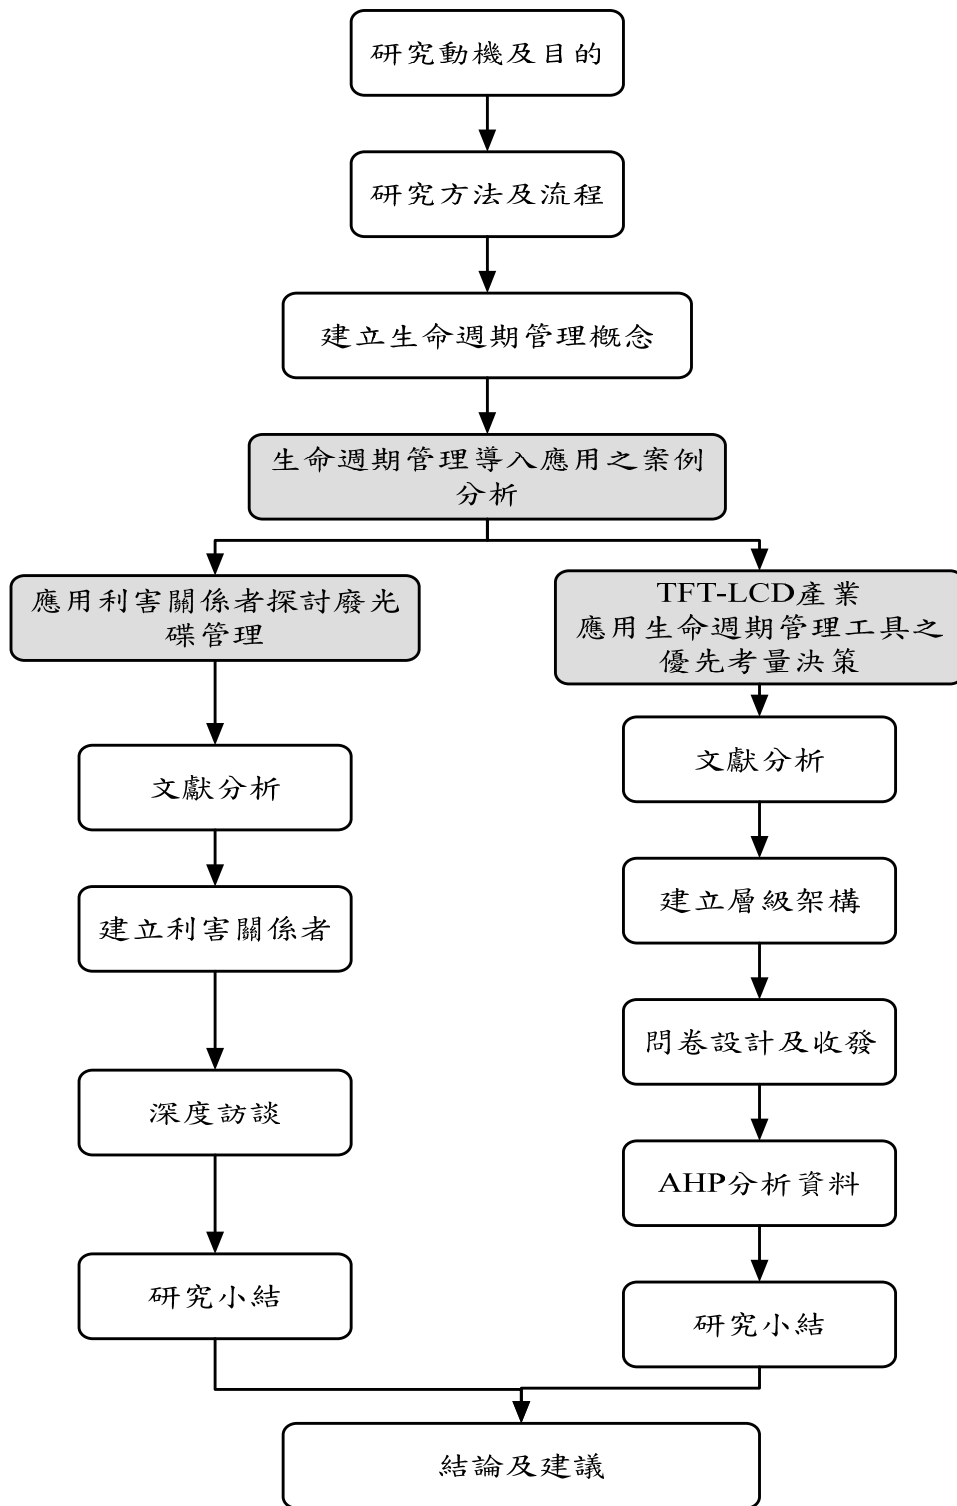 研究動機及目的
研究方法及流程
建立生命週期管理概念
生命週期管理導入應用之案例
分析
應用利害關係者探討廢光
碟管理
文獻分析
建立利害關係者
深度訪談
研究小結
TFT-LCD產業
應用生命週期管理工具之
優先考量決策
文獻分析
建立層級架構
問卷設計及收發
AHP分析資料
研究小結
結論及建議